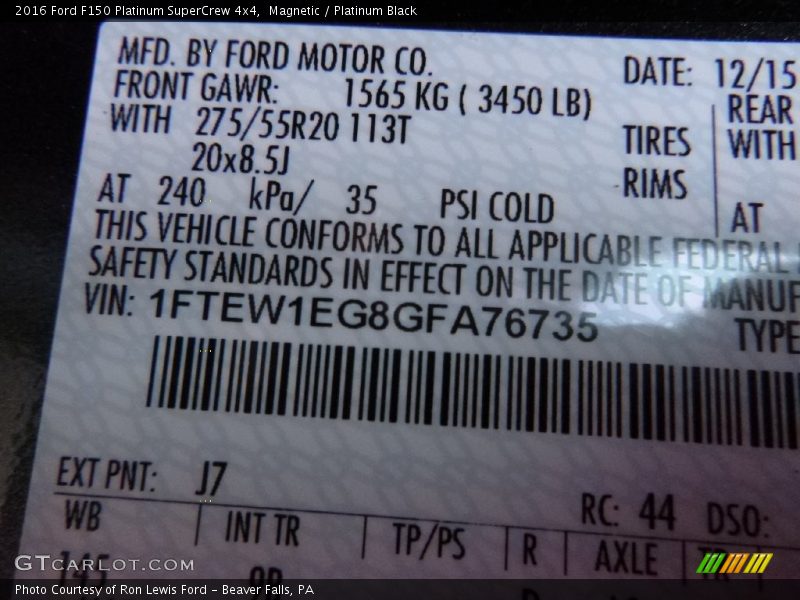 2016 Ford F150 Platinum SuperCrew 4x4,  Magnetic / Platinum Black
MFD. BY FORD MOTOR CO.
DATE: 12/15
FRONT GAWR: 1565 KG ( 3450 LB)
REAR
WITH 275/55R20 113T TIRES
WITH
20x8.5J RIMS
AT 240 kPa/ 35 PSI COLD
AT
THIS VEHICLE CONFORMS TO ALL APPLICABLE FEDERAL
SAFETY STANDARDS IN EFFECT ON THE DATE OF MANUF
VIN: 1FTEW1EG8GFA76735
TYPE
EXT PNT: J7
RC: 44 DSO:
WB INT TR TP/PS R AXLE TR
145
GTCarLot.com
Photo Courtesy of Ron Lewis Ford - Beaver Falls, PA